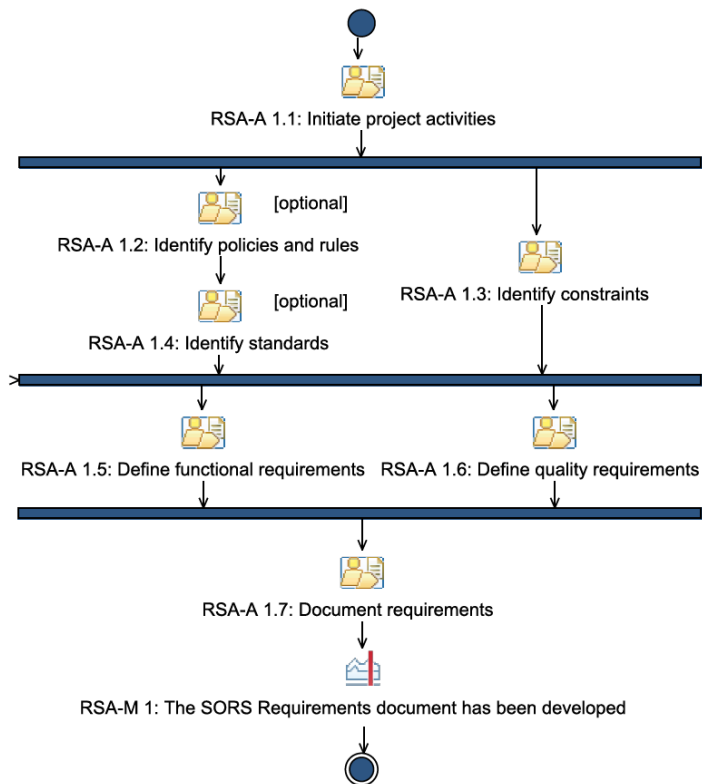 RSA-A 1.1: Initiate project activities
[optional]
RSA-A 1.2: Identify policies and rules
[optional]
RSA-A 1.3: Identify constraints
RSA-A 1.4: Identify standards
RSA-A 1.5: Define functional requirements
RSA-A 1.6: Define quality requirements
RSA-A 1.7: Document requirements
RSA-M 1: The SORS Requirements document has been developed